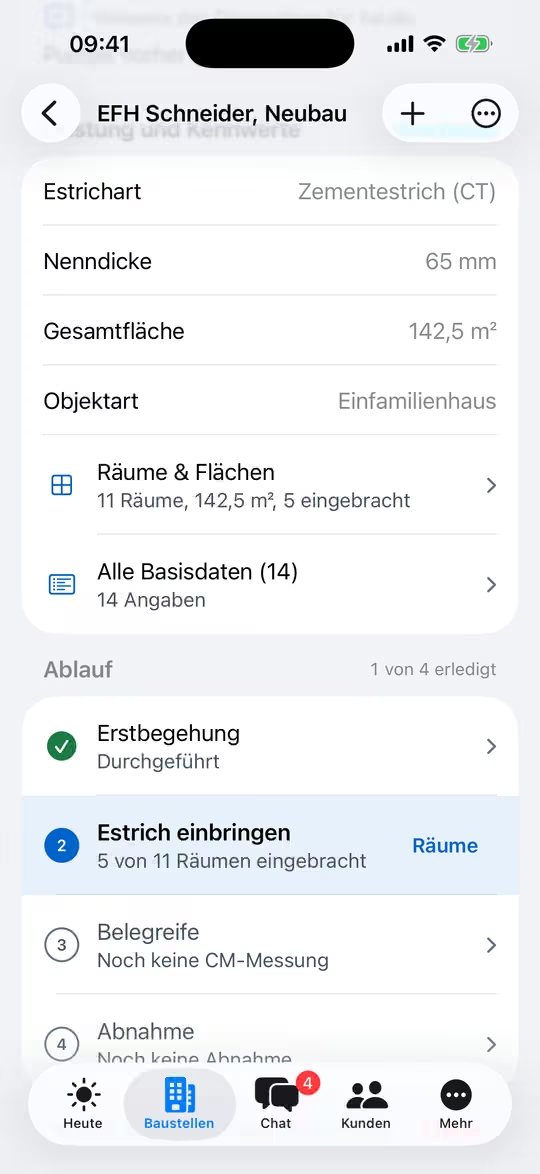 09:41
EFH Schneider, Neubau
stung und Kennwerte
Estrichart
Zementestrich (CT)
Nenndicke
65 mm
Gesamtfläche
142,5 m²
Objektart
Einfamilienhaus
Räume & Flächen
11 Räume, 142,5 m², 5 eingebracht
Alle Basisdaten (14)
14 Angaben
Ablauf
1 von 4 erledigt
Erstbegehung
Durchgeführt
2
Estrich einbringen
5 von 11 Räumen eingebracht
Räume
3
Belegreife
Noch keine CM-Messung
4
Abnahme
Noch keine Abnahme
4
Heute
Baustellen
Chat
Kunden
Mehr